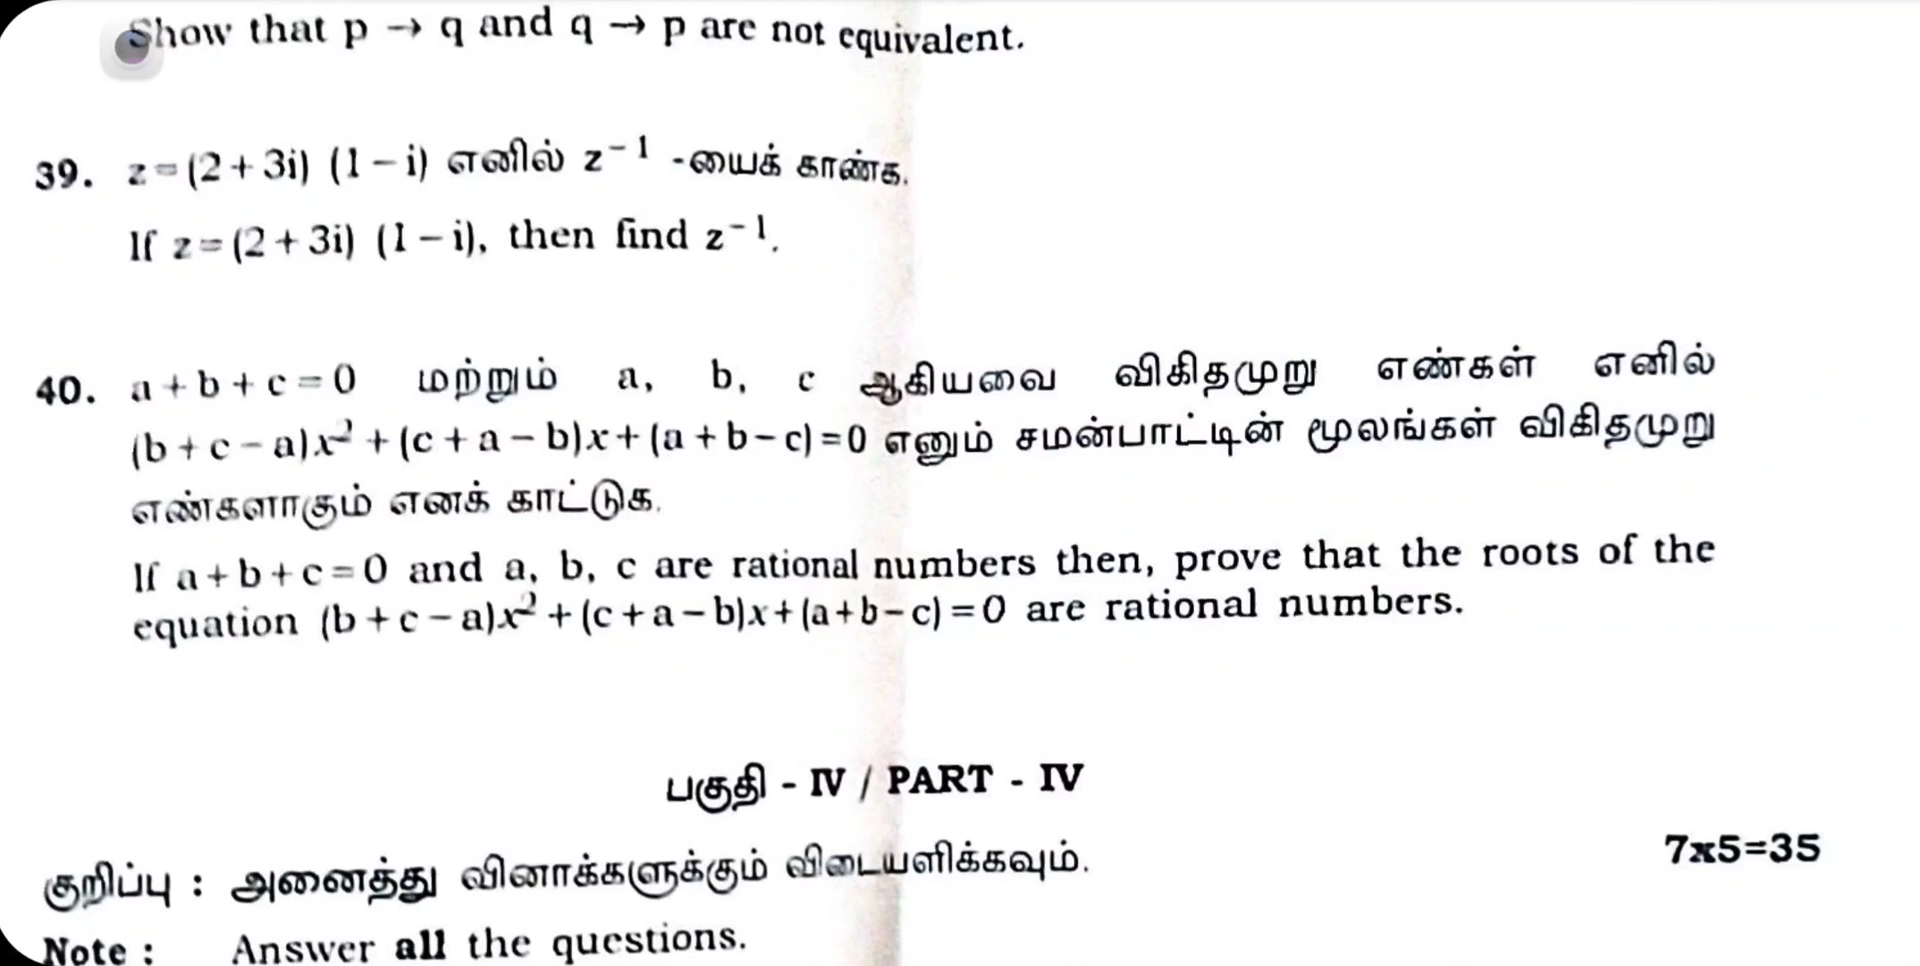 Show that p → q and q → p are not equivalent.
39. z = (2 + 3i) (1 – i) எனில் z⁻¹ -யைக் காண்க.
If z = (2 + 3i) (1 – i), then find z⁻¹.
40. a + b + c = 0 மற்றும் a, b, c ஆகியவை விகிதமுறு எண்கள் எனில்
(b + c – a)x² + (c + a – b)x + (a + b – c) = 0 எனும் சமன்பாட்டின் மூலங்கள் விகிதமுறு
எண்களாகும் எனக் காட்டுக.
If a + b + c = 0 and a, b, c are rational numbers then, prove that the roots of the
equation (b + c – a)x² + (c + a – b)x + (a + b – c) = 0 are rational numbers.
பகுதி - IV / PART - IV
குறிப்பு : அனைத்து வினாக்களுக்கும் விடையளிக்கவும். 7x5=35
Note : Answer all the questions.